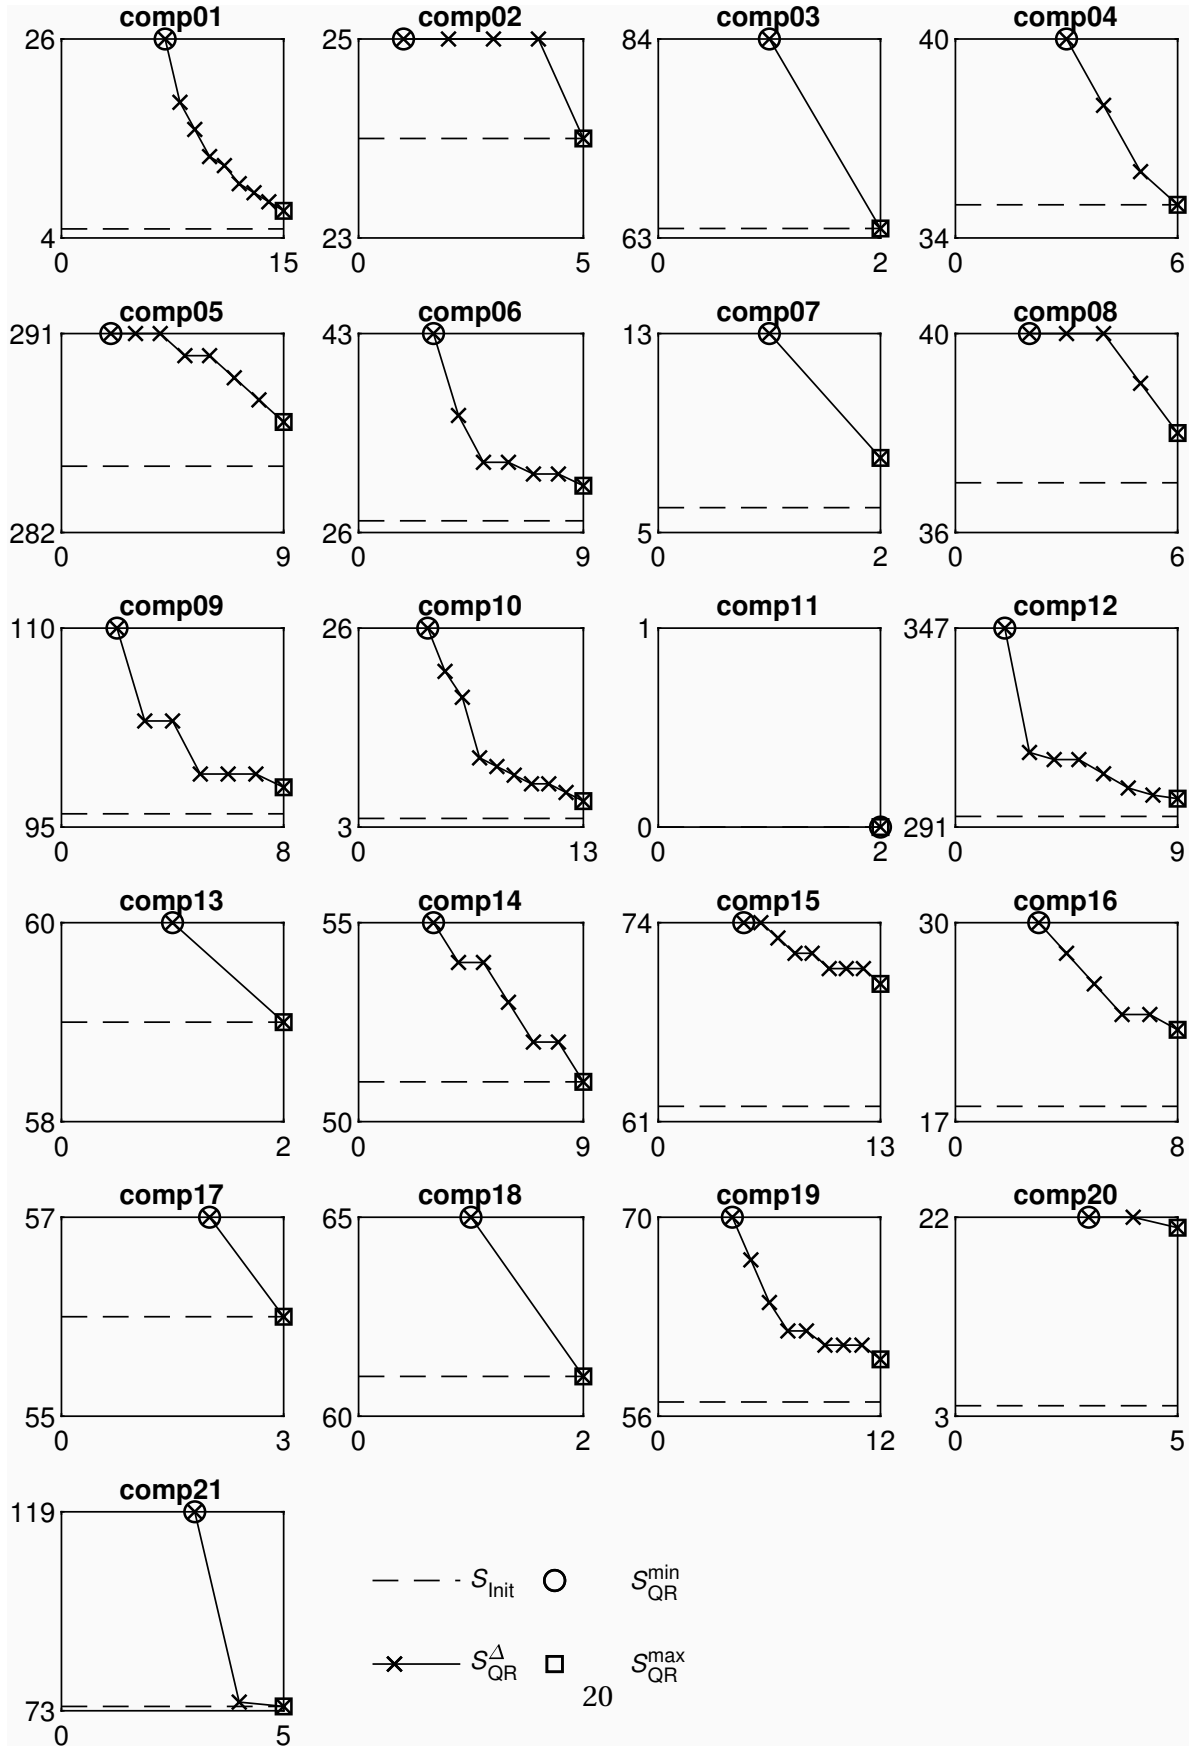 comp01 comp02 comp03 comp04
26 25 84 40
4 23 63 34
0 15 0 5 0 2 0 6
comp05 comp06 comp07 comp08
291 43 13 40
282 26 5 36
0 9 0 9 0 2 0 6
comp09 comp10 comp11 comp12
110 26 1 347
95 3 0 291
0 8 0 13 0 2 0 9
comp13 comp14 comp15 comp16
60 55 74 30
58 50 61 17
0 2 0 9 0 13 0 8
comp17 comp18 comp19 comp20
57 65 70 22
55 60 56 3
0 3 0 2 0 12 0 5
comp21
119
S_Init S_QR^min
S_QR^Δ S_QR^max
20
73
0 5